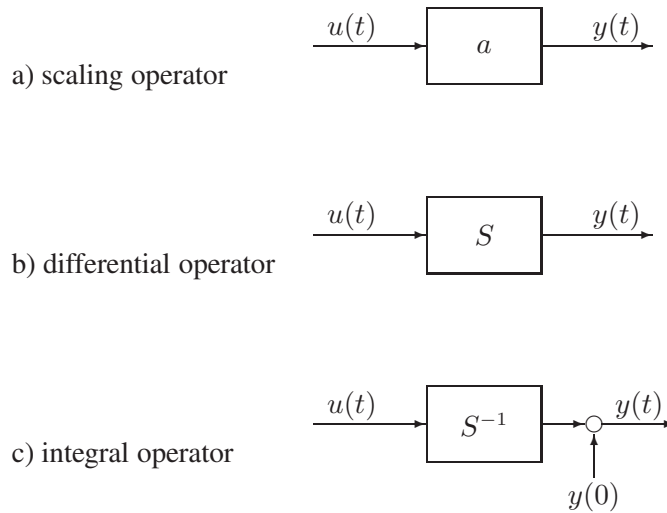 u(t)
a
y(t)
a) scaling operator
u(t)
S
y(t)
b) differential operator
u(t)
S⁻¹
y(t)
c) integral operator
y(0)